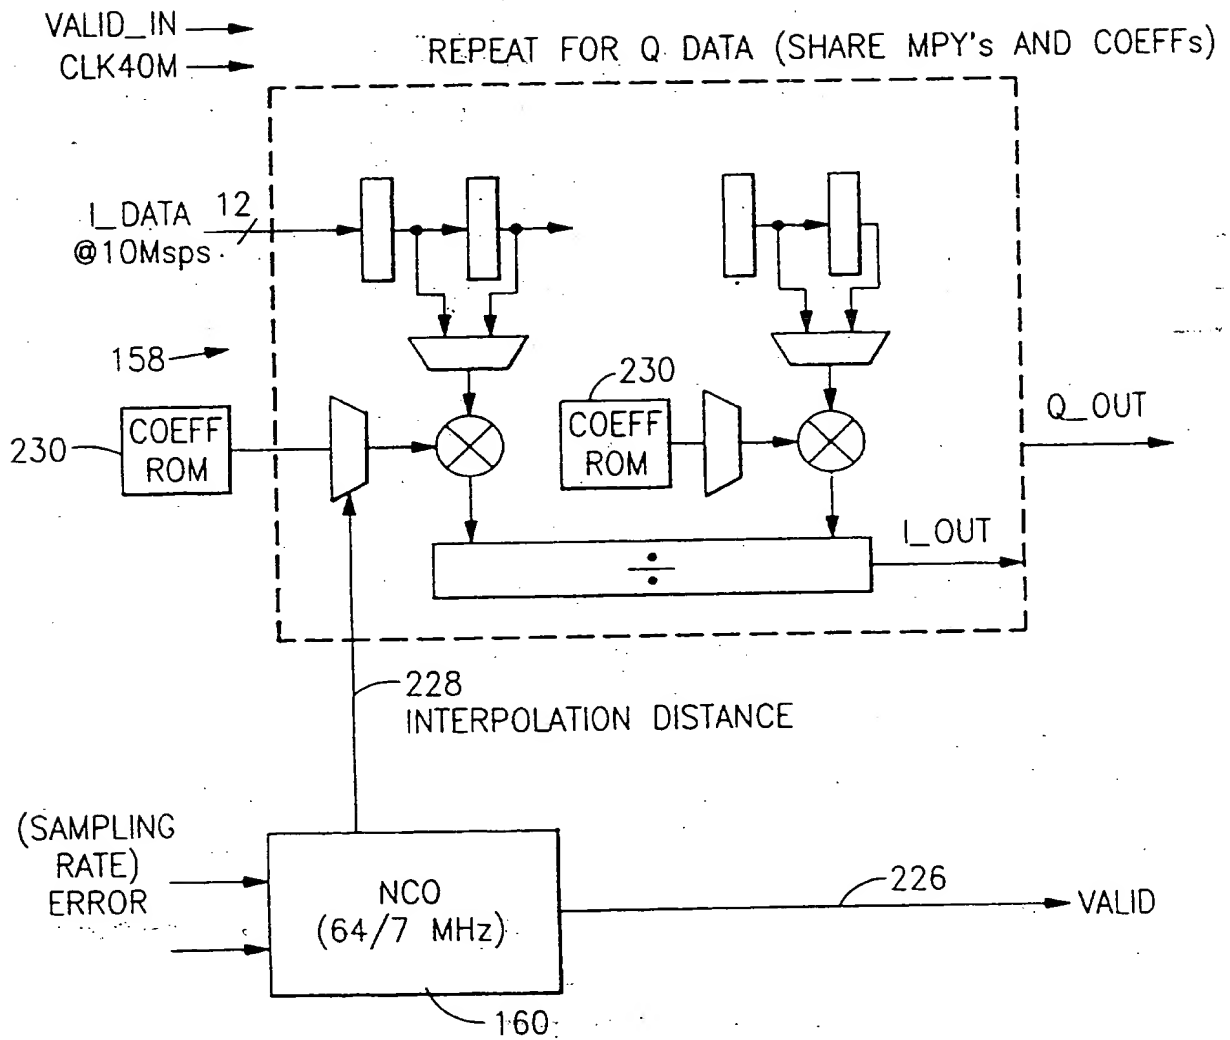 VALID_IN
CLK40M
REPEAT FOR Q DATA (SHARE MPY's AND COEFFs)
I_DATA
@10Msps
12
158
230
COEFF
ROM
230
COEFF
ROM
Q_OUT
I_OUT
÷
228
INTERPOLATION DISTANCE
(SAMPLING
RATE)
ERROR
NCO
(64/7 MHz)
226
VALID
160